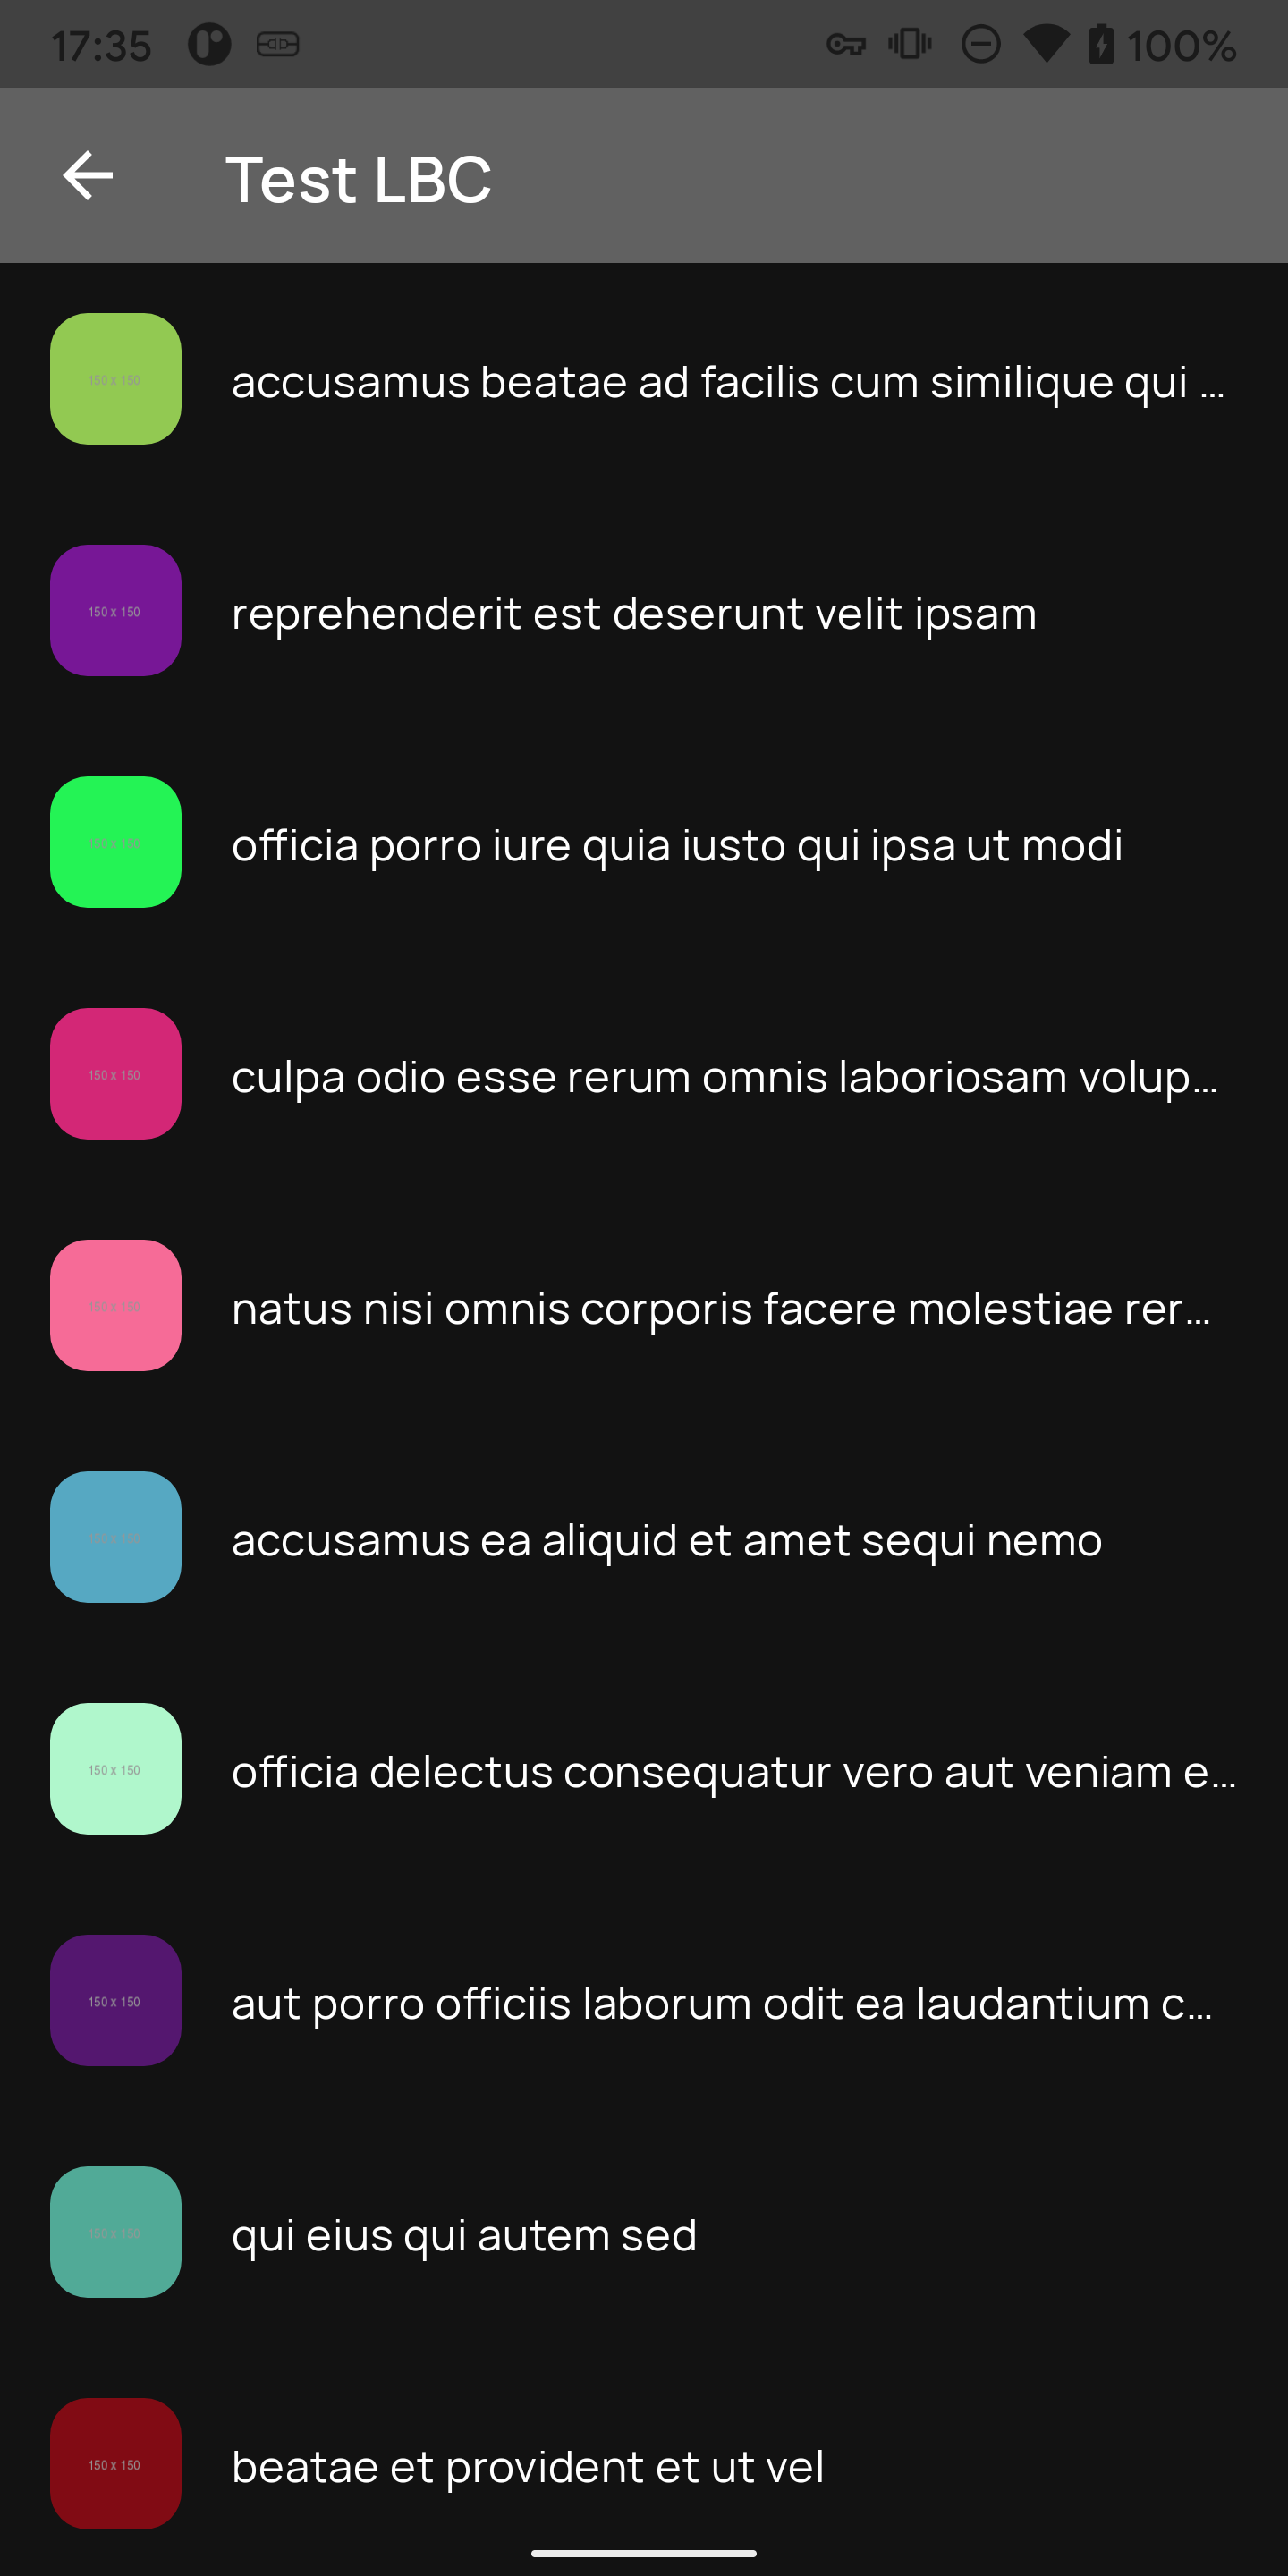 17:35
100%
Test LBC
150 x 150
accusamus beatae ad facilis cum similique qui ...
150 x 150
reprehenderit est deserunt velit ipsam
150 x 150
officia porro iure quia iusto qui ipsa ut modi
150 x 150
culpa odio esse rerum omnis laboriosam volup...
150 x 150
natus nisi omnis corporis facere molestiae rer...
150 x 150
accusamus ea aliquid et amet sequi nemo
150 x 150
officia delectus consequatur vero aut veniam e...
150 x 150
aut porro officiis laborum odit ea laudantium c...
150 x 150
qui eius qui autem sed
150 x 150
beatae et provident et ut vel